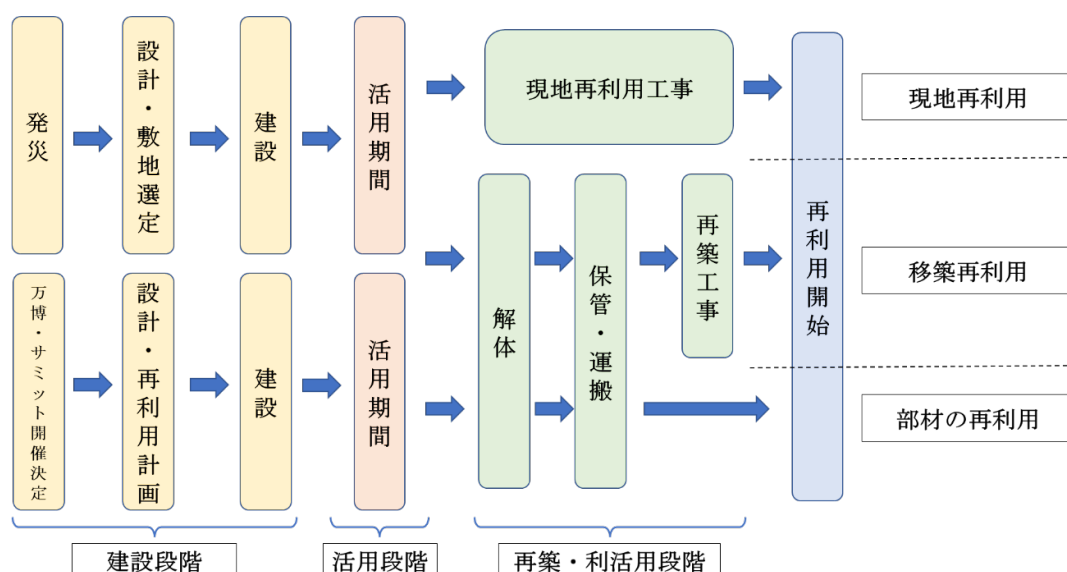 発災
設計・敷地選定
建設
活用期間
現地再利用工事
現地再利用
万博・サミット開催決定
設計・再利用計画
建設
活用期間
解体
保管・運搬
再築工事
再利用開始
移築再利用
部材の再利用
建設段階
活用段階
再築・利活用段階